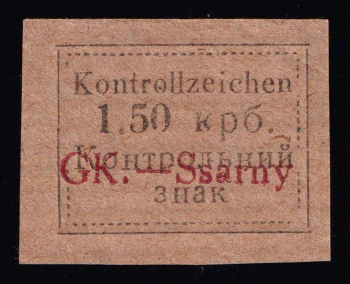 Kontrollzeichen
1.50 крб.
Контрольний
GK.—Ssarny
знак